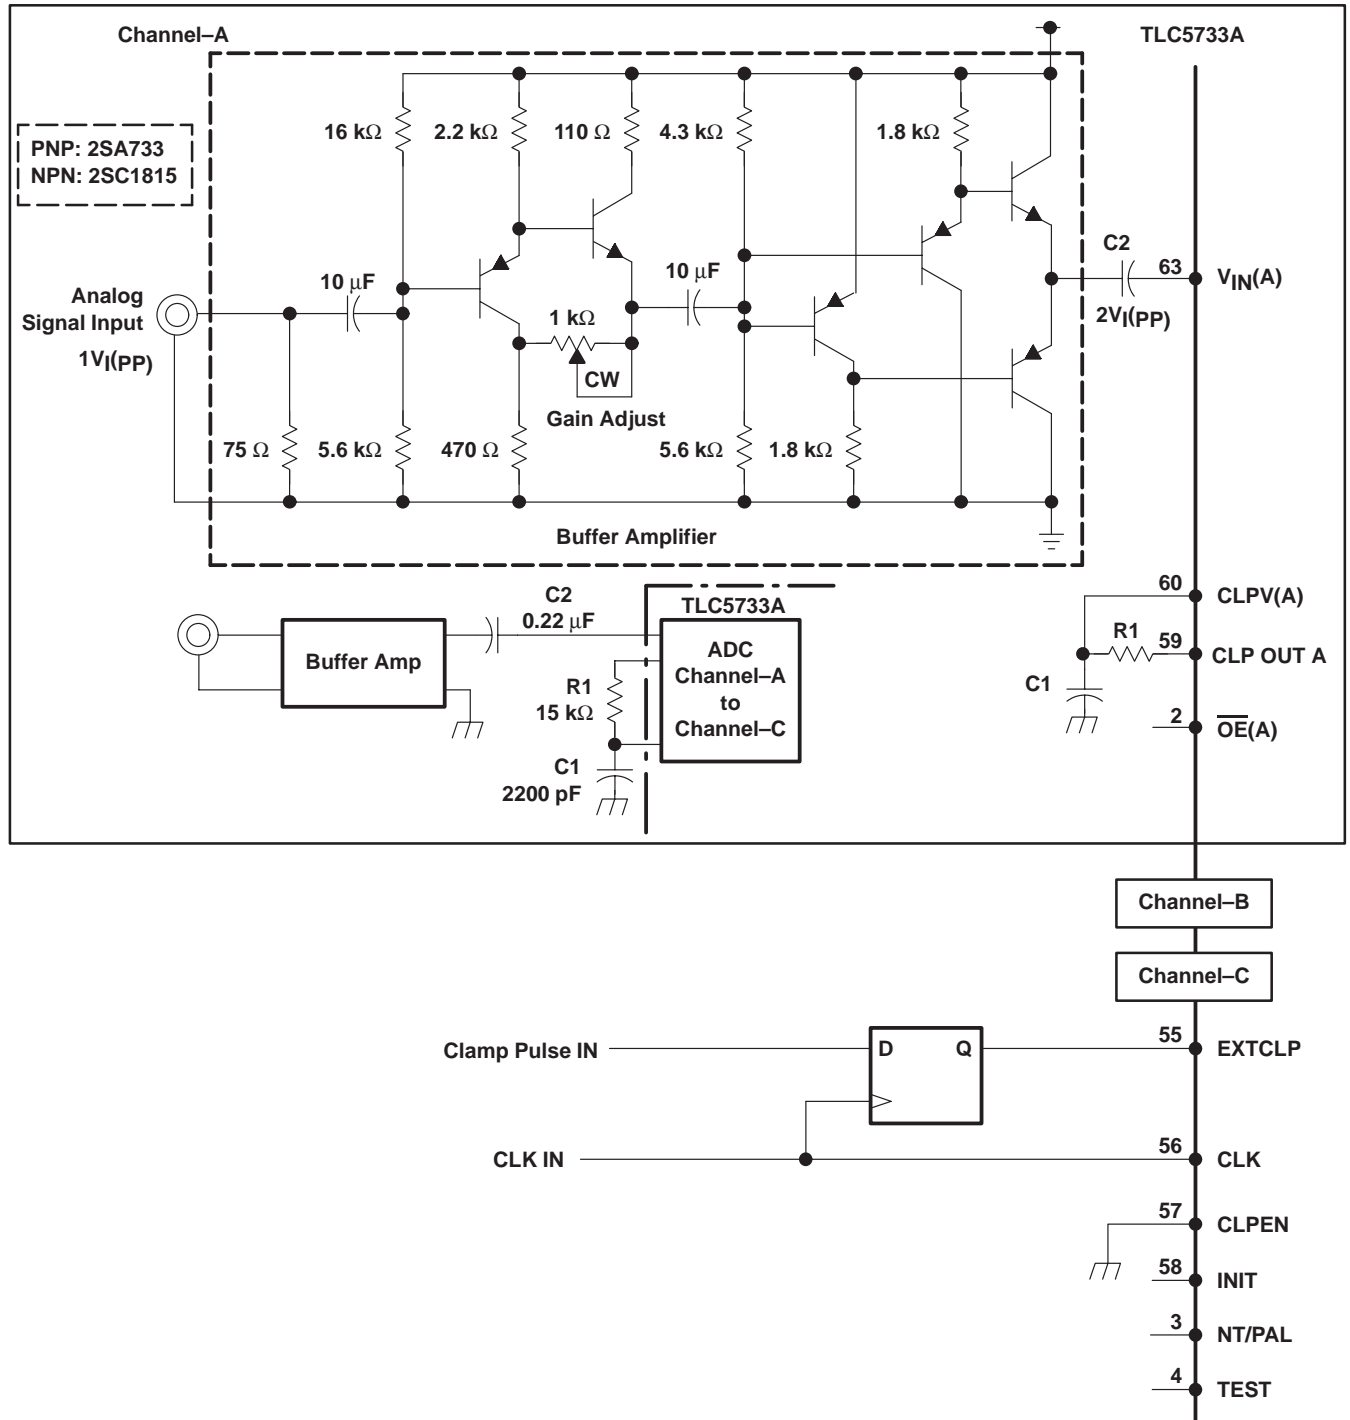 Channel–A
TLC5733A
PNP: 2SA733
NPN: 2SC1815
16 kΩ
2.2 kΩ
110 Ω
4.3 kΩ
1.8 kΩ
Analog
Signal Input
1VI(PP)
10 μF
1 kΩ
CW
Gain Adjust
10 μF
C2
2VI(PP)
63
VIN(A)
75 Ω
5.6 kΩ
470 Ω
5.6 kΩ
1.8 kΩ
Buffer Amplifier
C2
0.22 μF
Buffer Amp
TLC5733A
ADC
Channel–A
to
Channel–C
R1
15 kΩ
C1
2200 pF
60
CLPV(A)
R1
59
CLP OUT A
C1
2
OE(A)
Channel–B
Channel–C
Clamp Pulse IN
D
Q
55
EXTCLP
CLK IN
56
CLK
57
CLPEN
58
INIT
3
NT/PAL
4
TEST